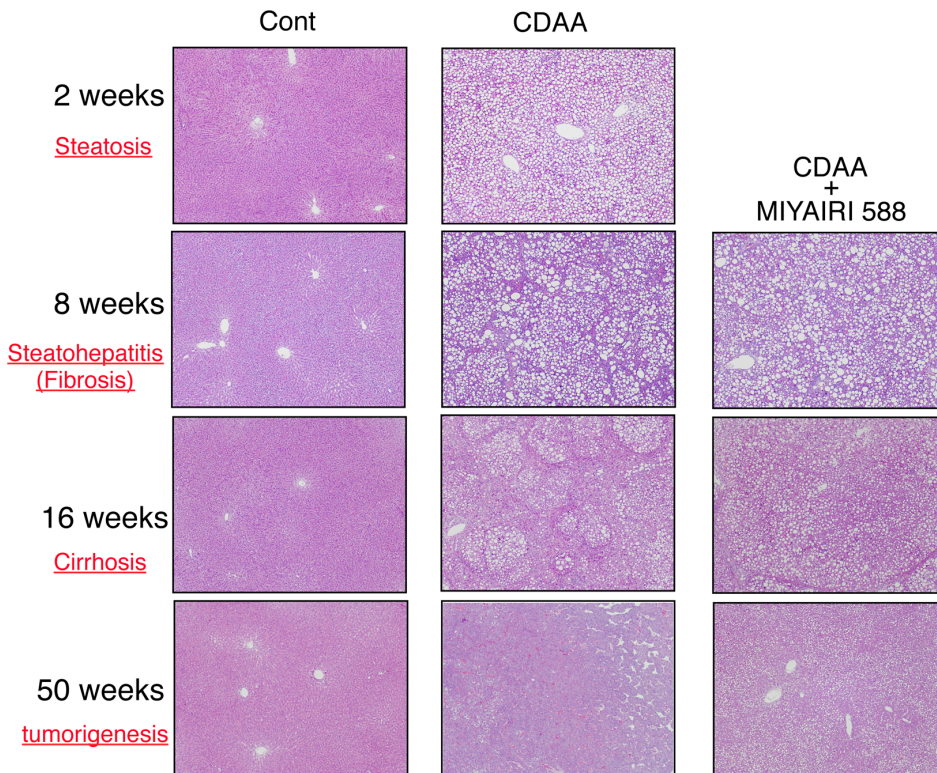 Cont
CDAA
2 weeks
Steatosis
CDAA
+
MIYAIRI 588
8 weeks
Steatohepatitis
(Fibrosis)
16 weeks
Cirrhosis
50 weeks
tumorigenesis